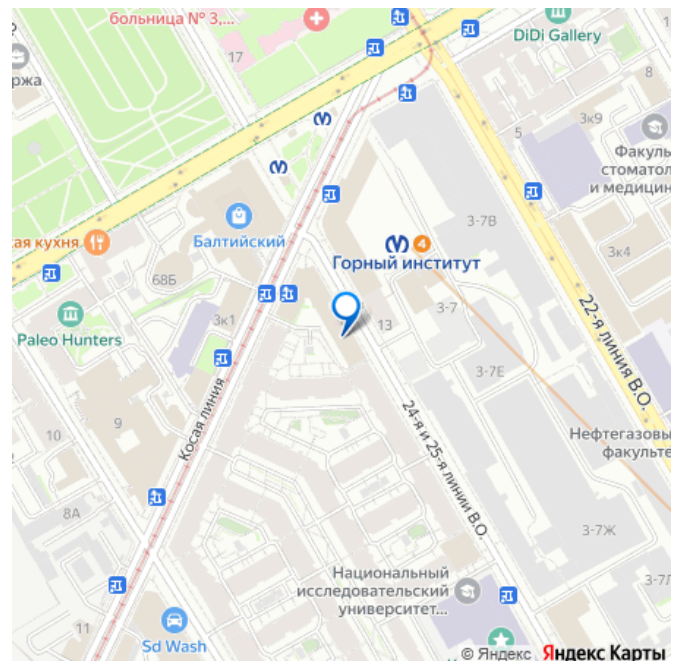 больница № 3,...
DiDi Gallery
17
ржа
8
3к9
5
Факуль
стоматол
и медицин
3-7В
ая кухня
Балтийский
4
Горный институт
68Б
3к4
3-7
22-я линия В.О.
Paleo Hunters
3к1
13
3-7Е
Косая линия
24-я и 25-я линии В.О.
9
10
Нефтегазовы
факульте
8А
3-7Ж
Национальный
исследовательский
университет...
3-7Л
11
Sd Wash
© Яндекс Яндекс Карты